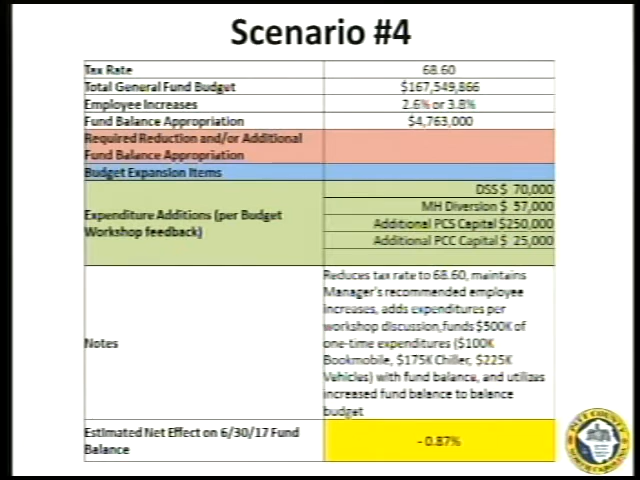 Scenario #4
Tax Rate 68.60
Total General Fund Budget $167,549,866
Employee Increases 2.6% or 3.8%
Fund Balance Appropriation $4,763,000
Required Reduction and/or Additional
Fund Balance Appropriation
Budget Expansion Items
Expenditure Additions (per Budget
Workshop feedback)
DSS $ 70,000
MH Diversion $ 57,000
Additional PCS Capital $250,000
Additional PCC Capital $ 25,000
Notes
Reduces tax rate to 68.60, maintains
Manager's recommended employee
increases, adds expenditures per
workshop discussion,funds $500K of
one-time expenditures ($100K
Bookmobile, $175K Chiller, $225K
Vehicles) with fund balance, and utilizes
increased fund balance to balance
budget
Estimated Net Effect on 6/30/17 Fund
Balance
- 0.87%
PITT COUNTY
NORTH CAROLINA